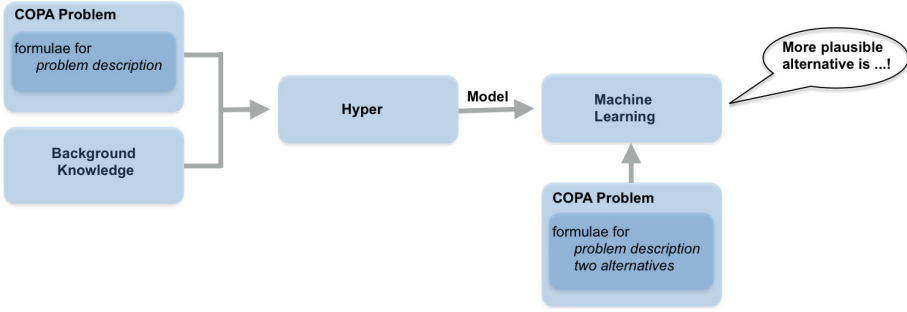 COPA Problem
formulae for
problem description
Background
Knowledge
Hyper
Model
Machine
Learning
More plausible
alternative is ...!
COPA Problem
formulae for
problem description
two alternatives